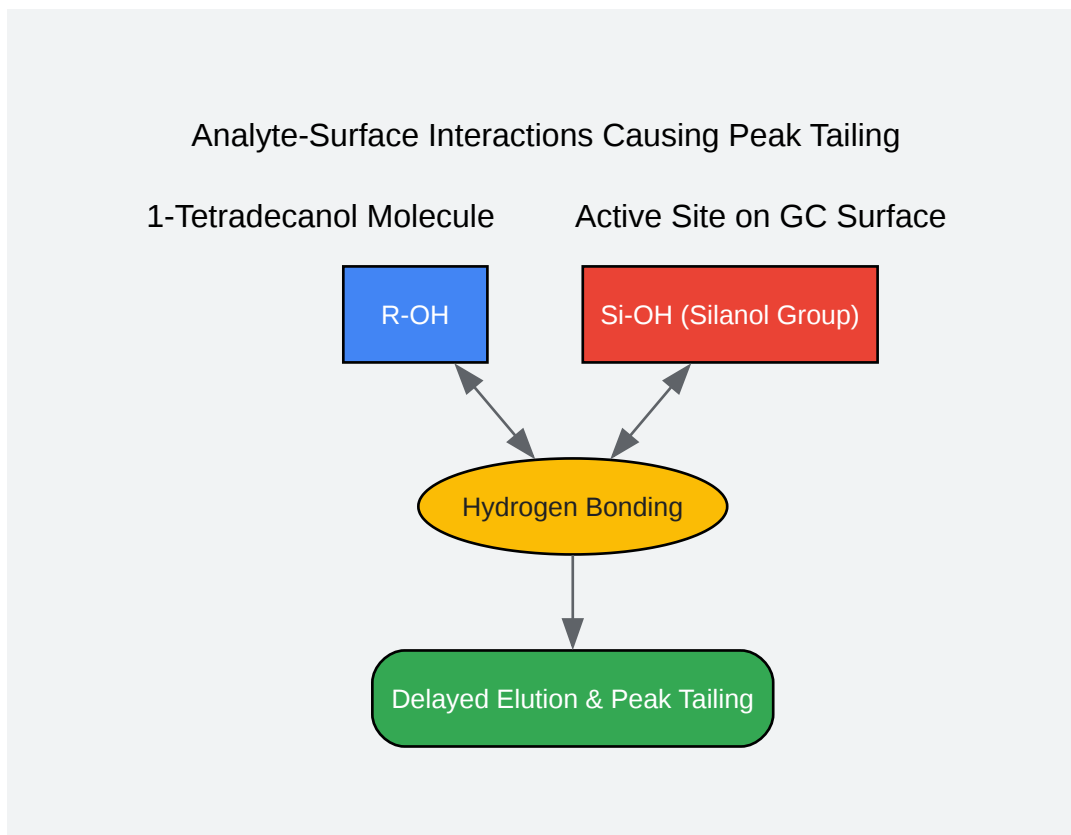 Analyte-Surface Interactions Causing Peak Tailing
1-Tetradecanol Molecule
Active Site on GC Surface
R-OH
Si-OH (Silanol Group)
Hydrogen Bonding
Delayed Elution & Peak Tailing